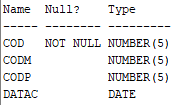 Name Null? Type
----- -------- ---------
COD NOT NULL NUMBER(5)
CODM NUMBER(5)
CODP NUMBER(5)
DATAC DATE